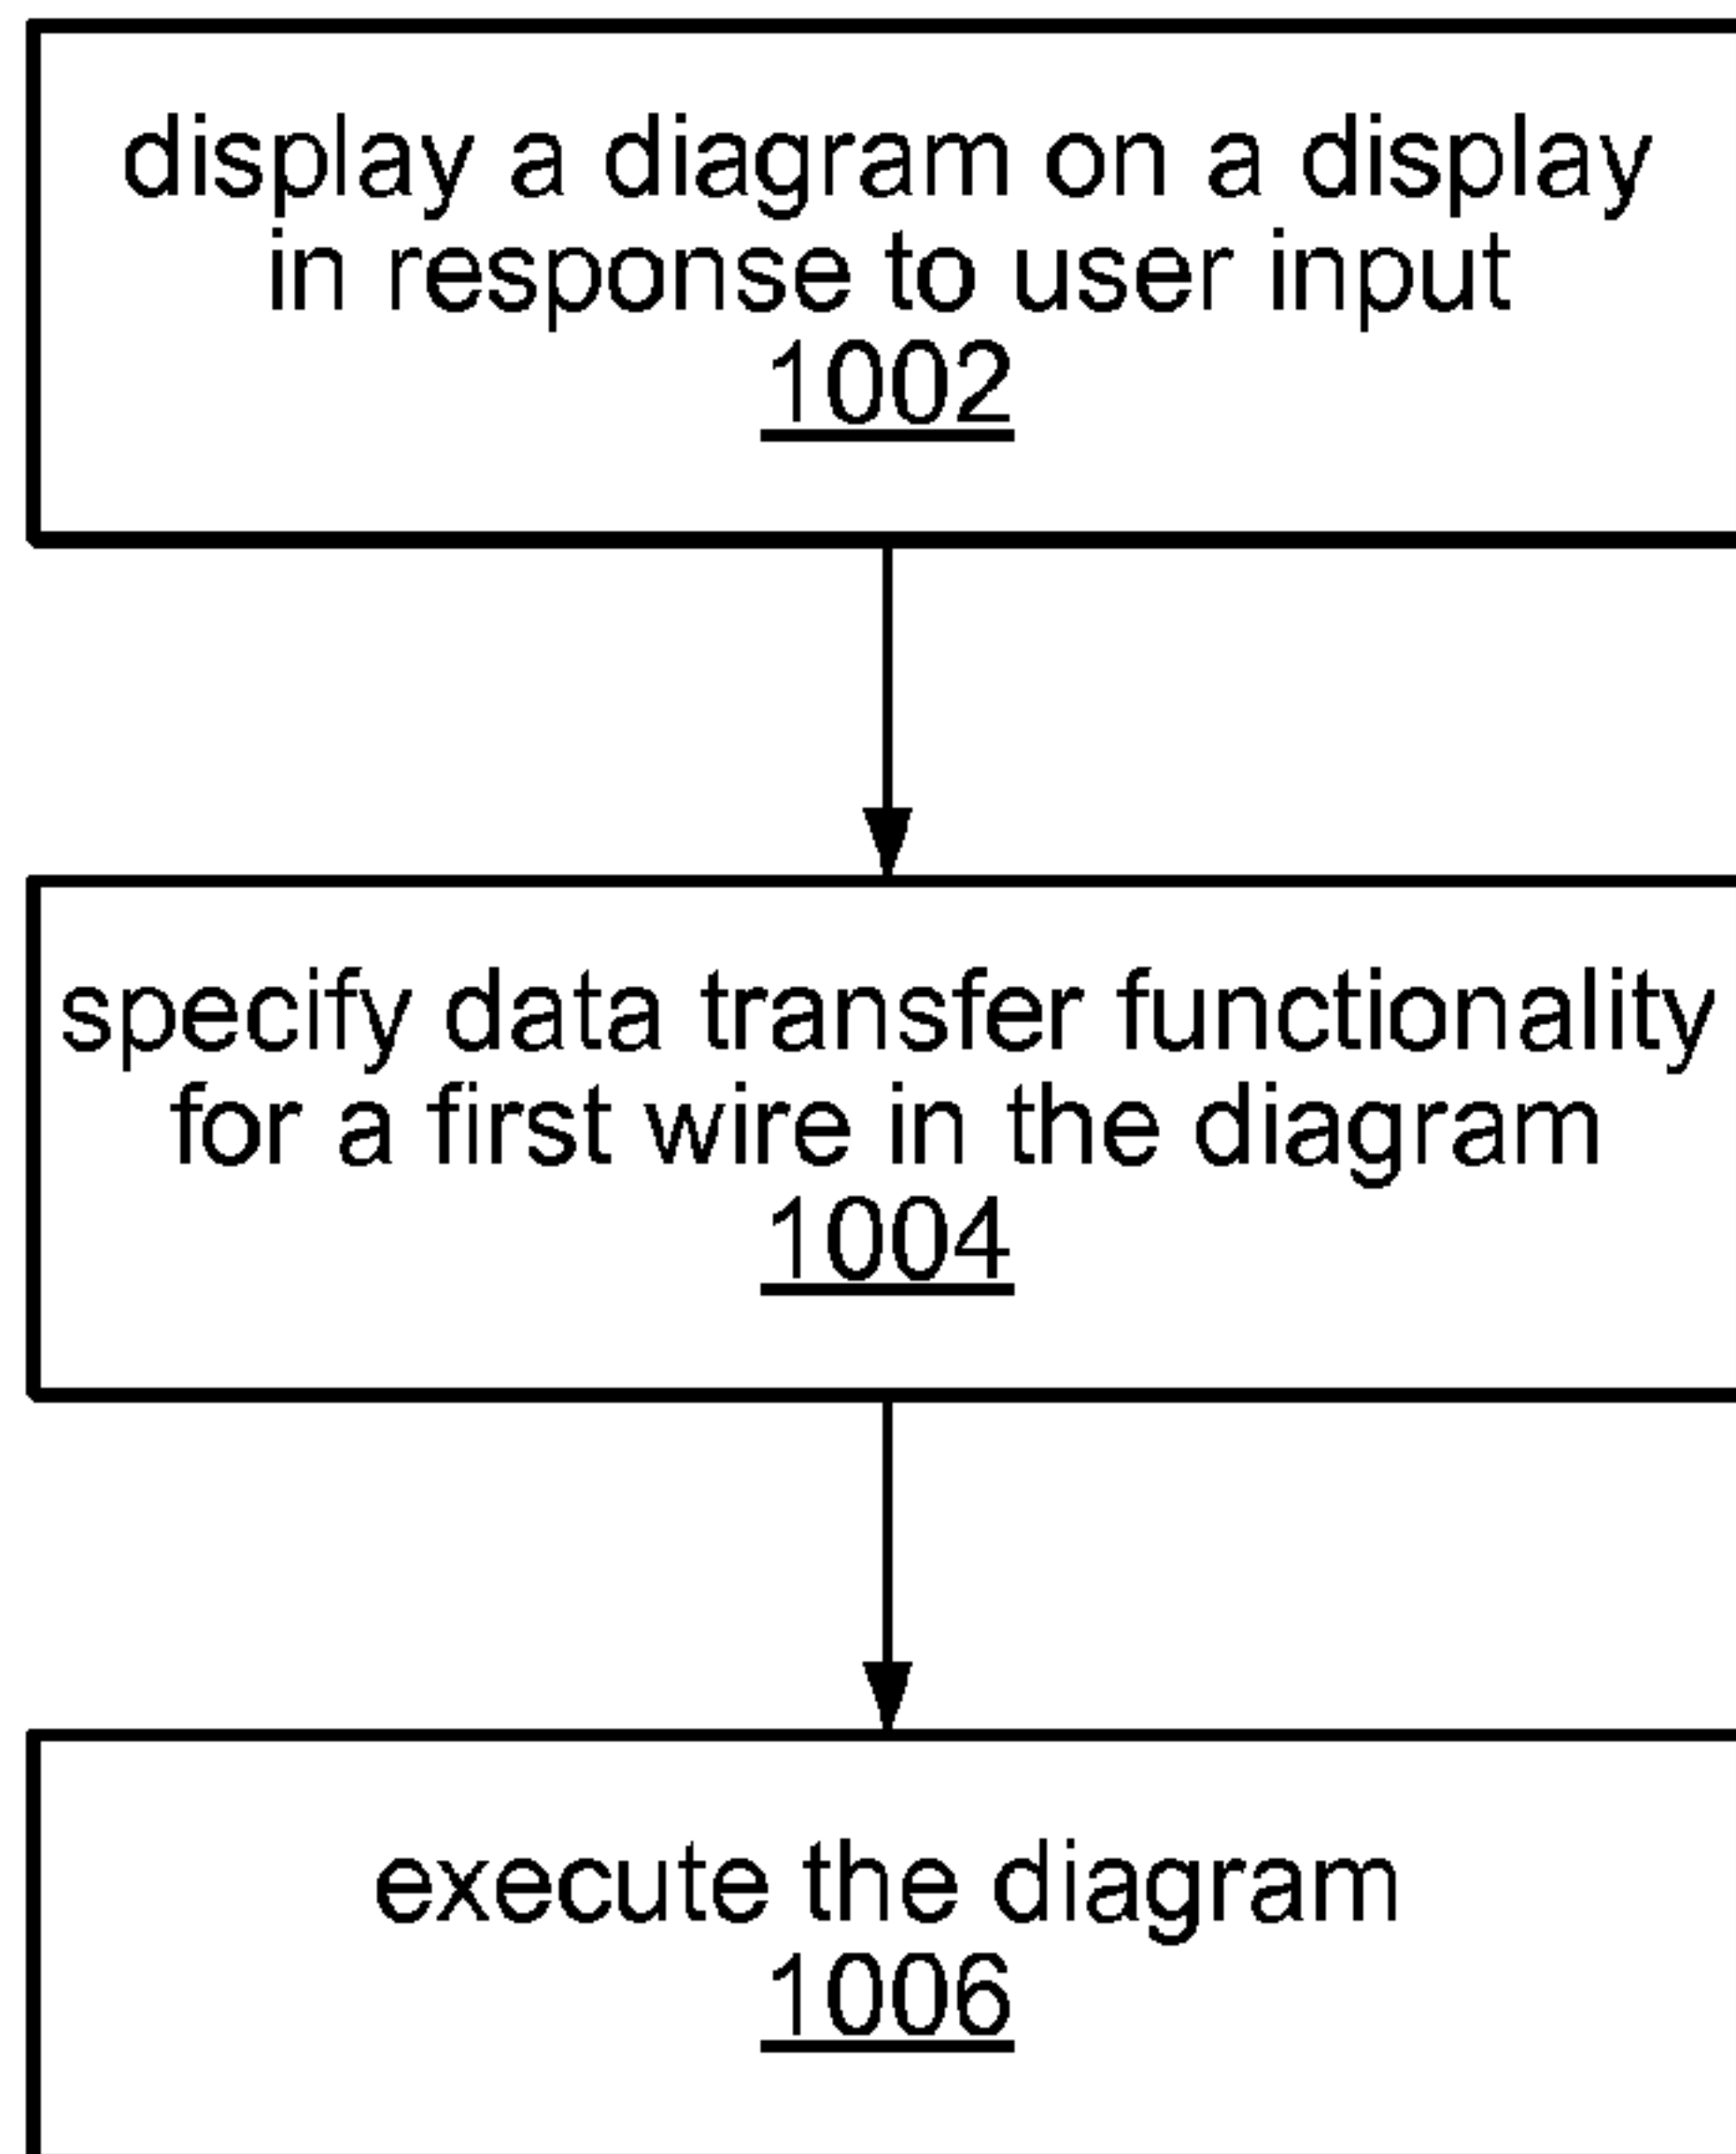 display a diagram on a display
in response to user input
1002
specify data transfer functionality
for a first wire in the diagram
1004
execute the diagram
1006